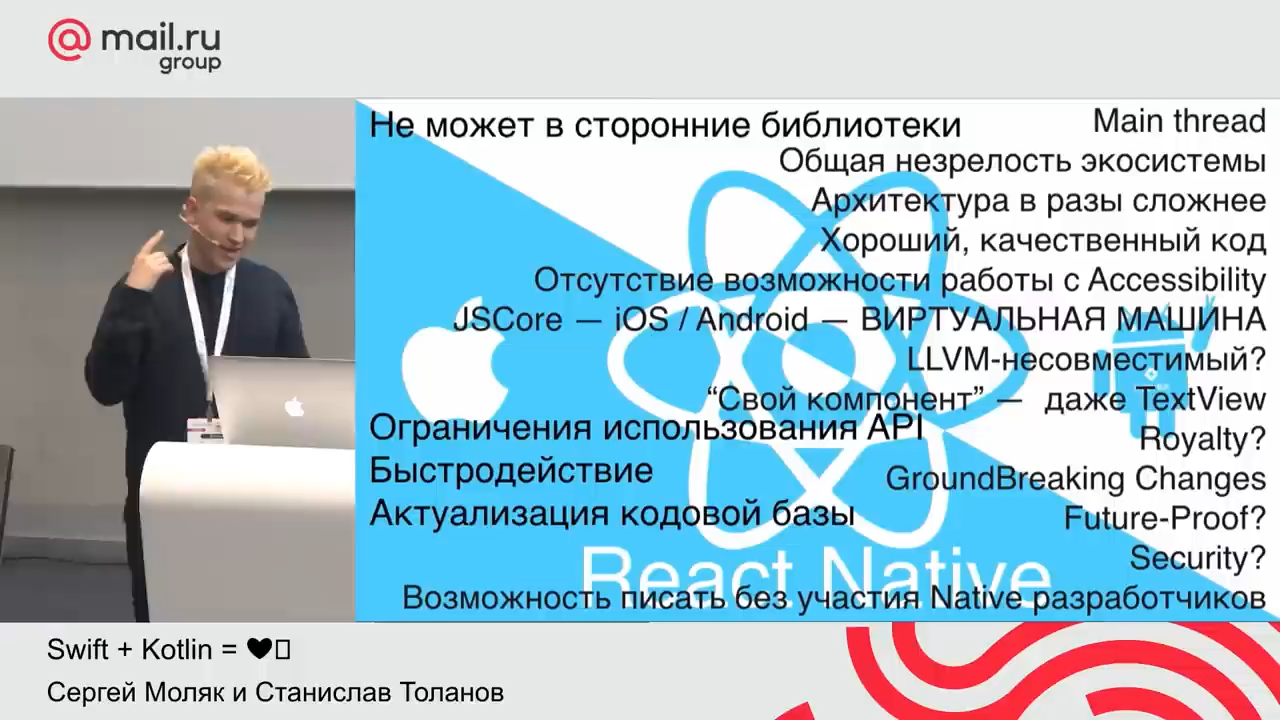 @ mail.ru
group
Не может в сторонние библиотеки
Main thread
Общая незрелость экосистемы
Архитектура в разы сложнее
Хороший, качественный код
Отсутствие возможности работы с Accessibility
JSCore — iOS / Android — ВИРТУАЛЬНАЯ МАШИНА
LLVM-несовместимый?
“Свой компонент” — даже TextView
Ограничения использования API
Royalty?
Быстродействие
GroundBreaking Changes
Актуализация кодовой базы
Future-Proof?
Security?
React Native
Возможность писать без участия Native разработчиков
Swift + Kotlin = ❤
Сергей Моляк и Станислав Толанов